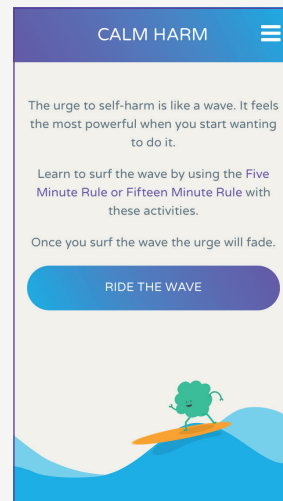 CALM HARM
The urge to self-harm is like a wave. It feels
the most powerful when you start wanting
to do it.
Learn to surf the wave by using the Five
Minute Rule or Fifteen Minute Rule with
these activities.
Once you surf the wave the urge will fade.
RIDE THE WAVE